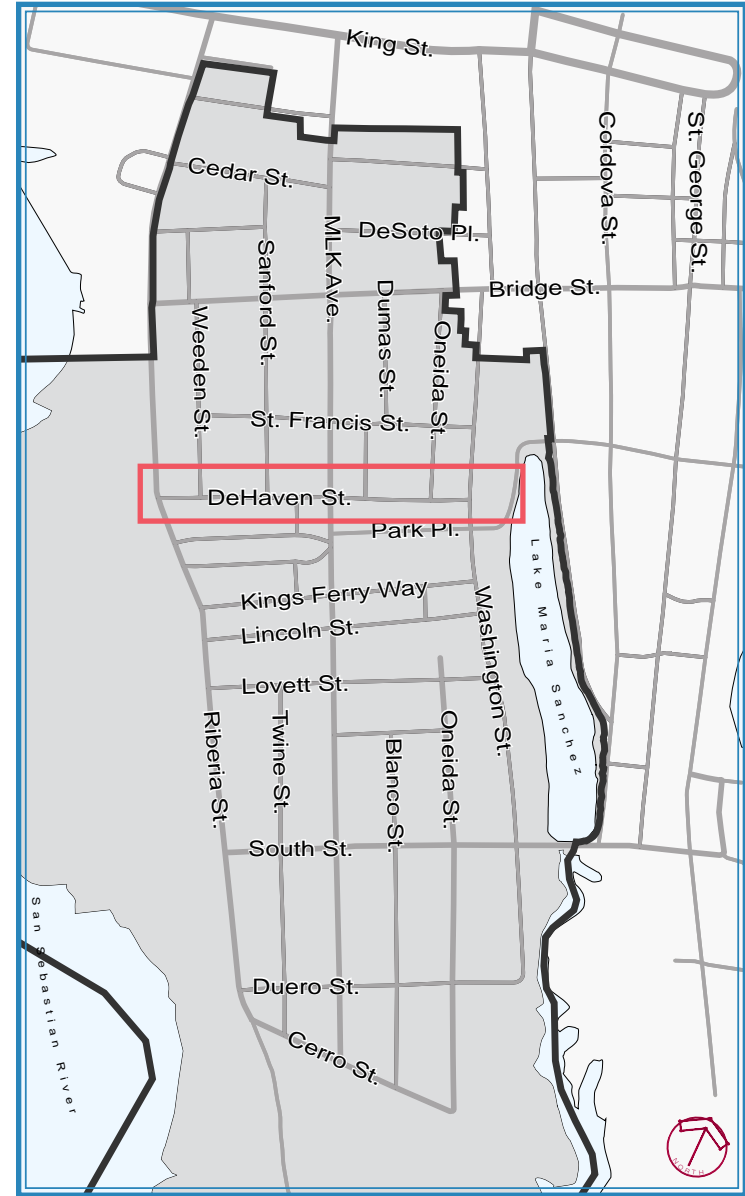 King St.
Cordova St.
St. George St.
Cedar St.
MLK Ave.
DeSoto Pl.
Sanford St.
Dumas St.
Bridge St.
Weeden St.
Oneida St.
St. Francis St.
DeHaven St.
Park Pl.
Lake Maria Sanchez
Kings Ferry Way
Washington St.
Lincoln St.
Lovett St.
Riberia St.
Twine St.
Oneida St.
Blanco St.
South St.
San Sebastian River
Duero St.
Cerro St.
NORTH